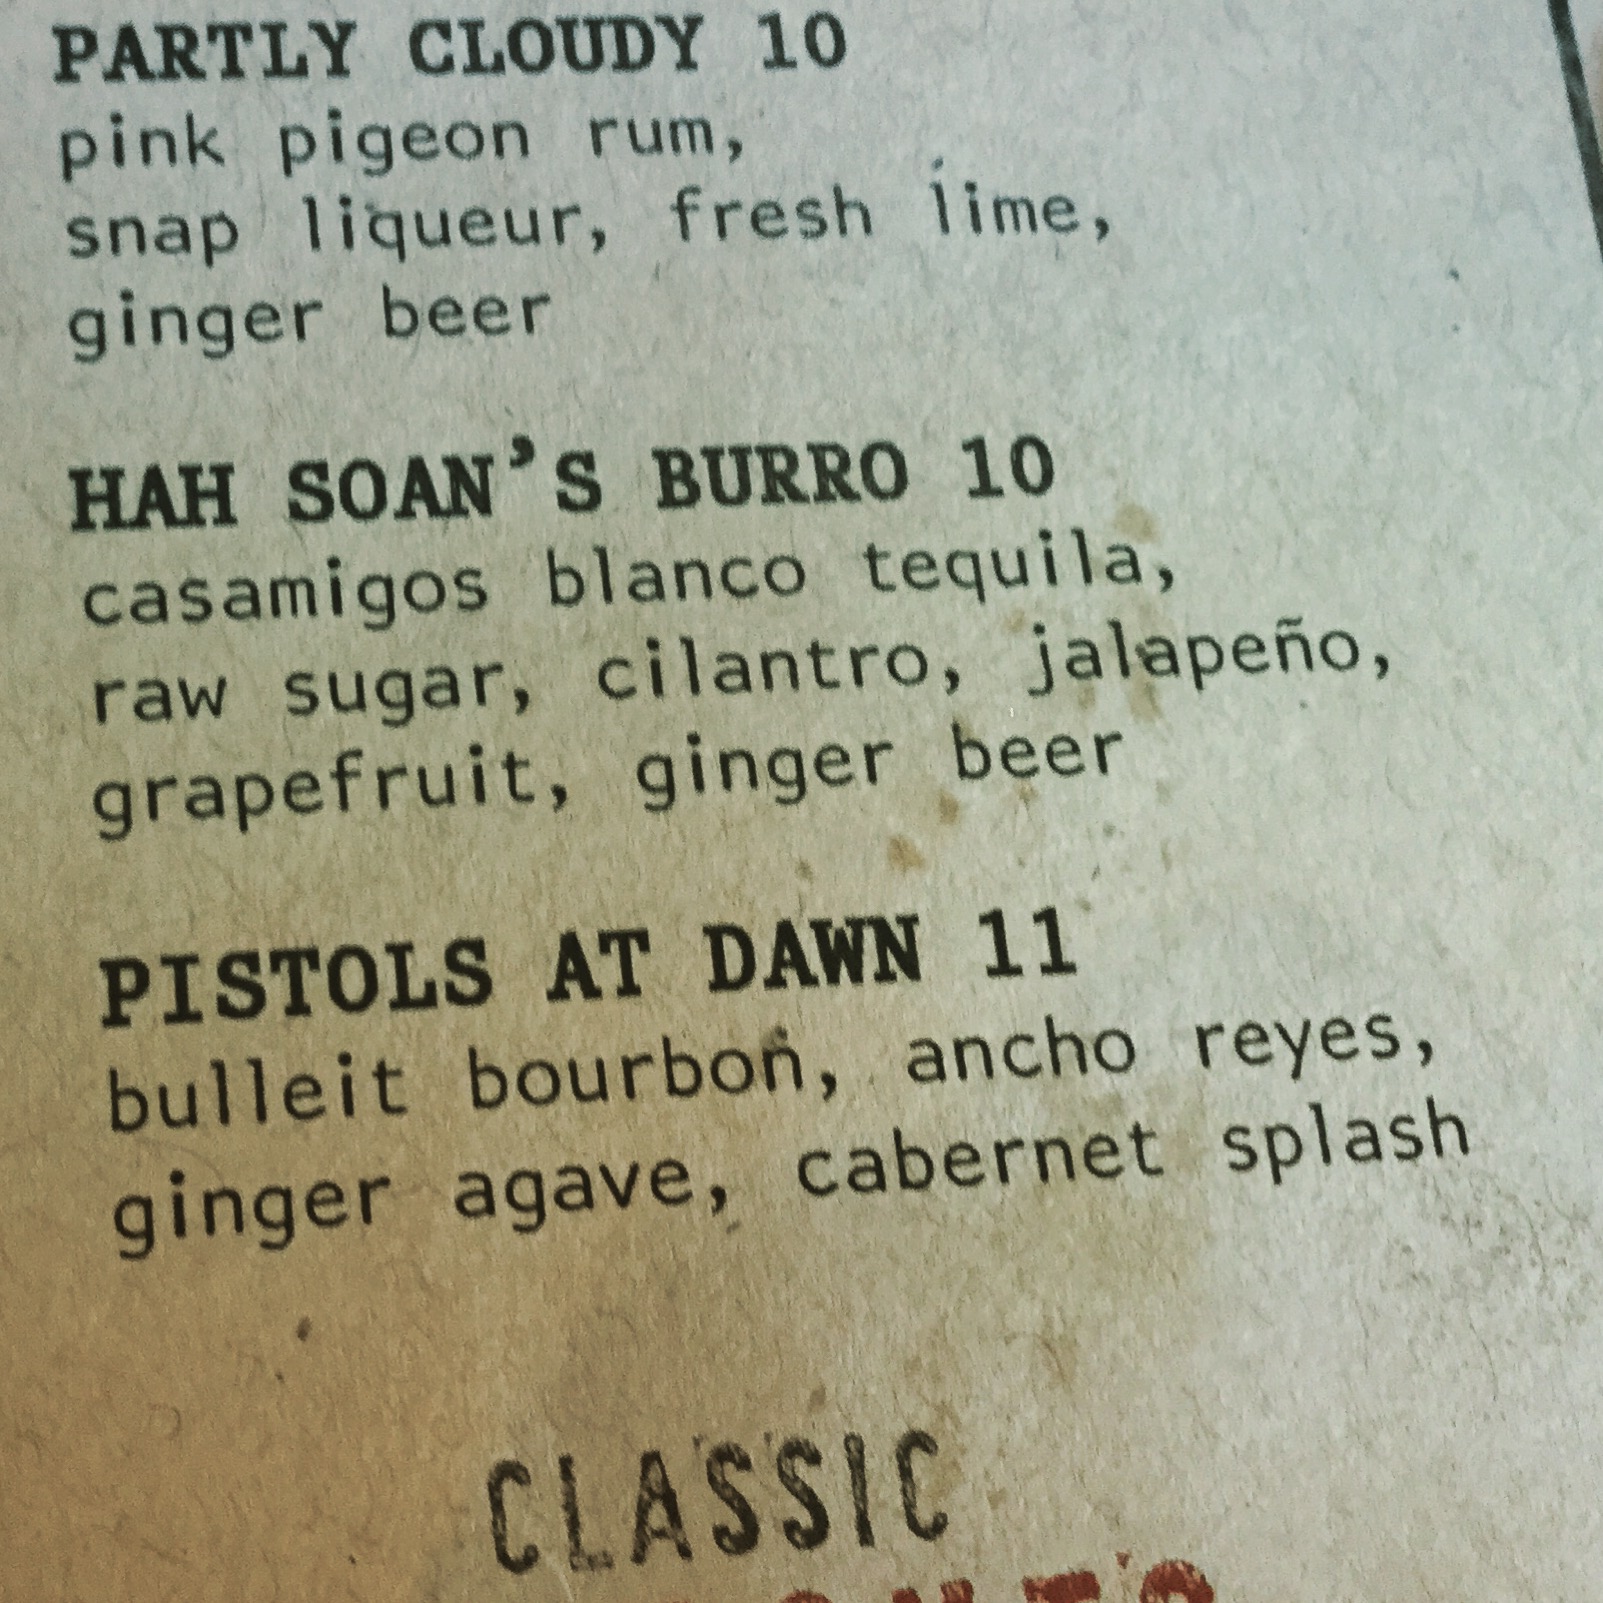 PARTLY CLOUDY 10
pink pigeon rum,
snap liqueur, fresh lime,
ginger beer
HAH SOAN'S BURRO 10
casamigos blanco tequila,
raw sugar, cilantro, jalapeño,
grapefruit, ginger beer
PISTOLS AT DAWN 11
bulleit bourbon, ancho reyes,
ginger agave, cabernet splash
CLASSIC